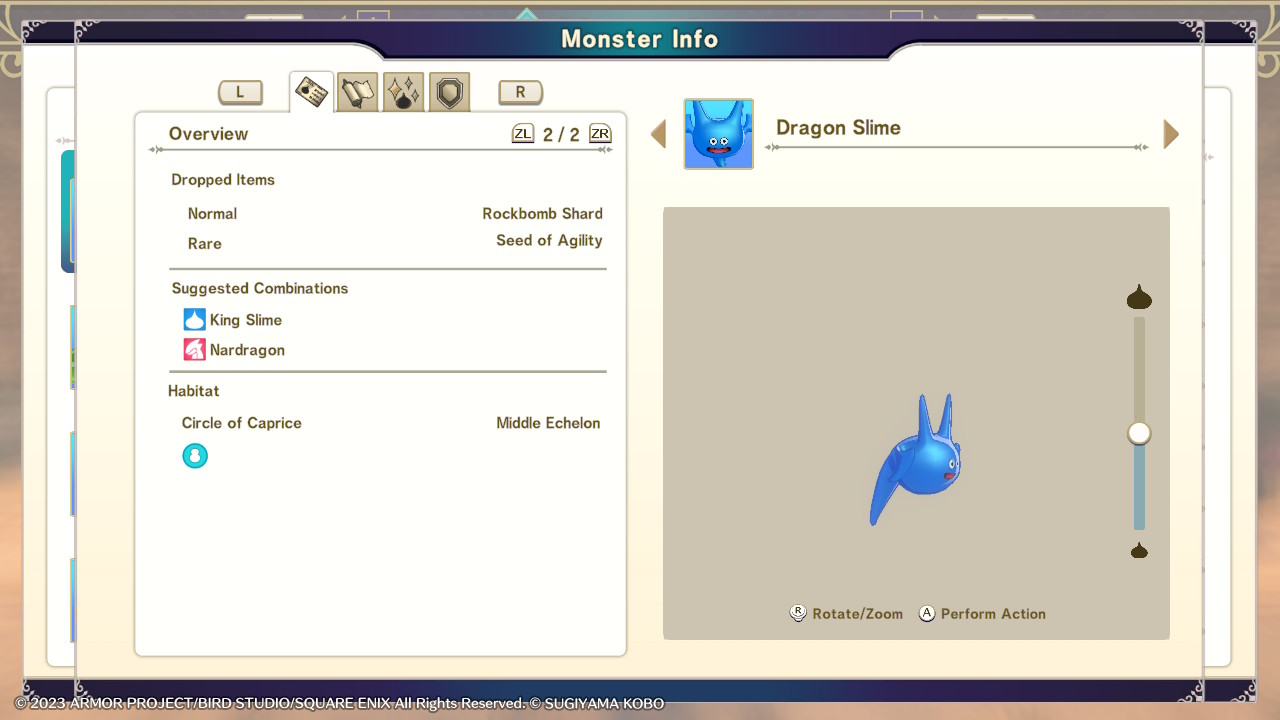 Monster Info
L
R
Overview
ZL 2 / 2 ZR
Dragon Slime
Dropped Items
Normal Rockbomb Shard
Rare Seed of Agility
Suggested Combinations
King Slime
Nardragon
Habitat
Circle of Caprice Middle Echelon
8
R Rotate/Zoom A Perform Action
© 2023 ARMOR PROJECT/BIRD STUDIO/SQUARE ENIX All Rights Reserved. © SUGIYAMA KOBO